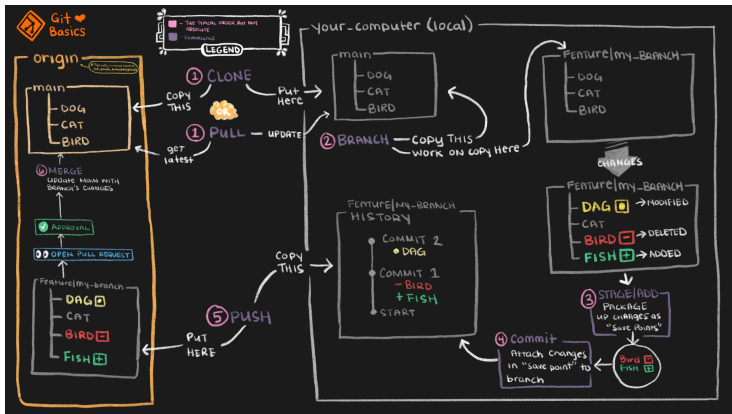 Git
Basics
- THE TYPICAL ORDER, BUT NOT
ABSOLUTE
- Command
LEGEND
origin
main
DOG
CAT
BIRD
① CLONE
COPY
THIS
Put
Here
OR
① PULL
UPDATE
get
latest
⑥ MERGE
UPDATE MAIN WITH
BRANCH'S CHANGES
APPROVAL
OPEN PULL REQUEST
Feature/my-branch
DAG
CAT
BIRD
FISH
⑤ PUSH
PUT
HERE
COPY
THIS
your_computer (local)
main
DOG
CAT
BIRD
② BRANCH
COPY THIS
WORK ON COPY HERE
FEATURE/MY_BRANCH
DOG
CAT
BIRD
CHANGES
FEATURE/MY_BRANCH
DAG → MODIFIED
CAT
BIRD → DELETED
FISH → ADDED
③ STAGE/ADD
PACKAGE
UP CHANGES AS
"SAVE POINTS"
Bird
FISH
④ Commit
Attach changes
in "save point" to
branch
FEATURE/MY-BRANCH
HISTORY
COMMIT 2
DAG
COMMIT 1
- BIRD
+ FISH
START